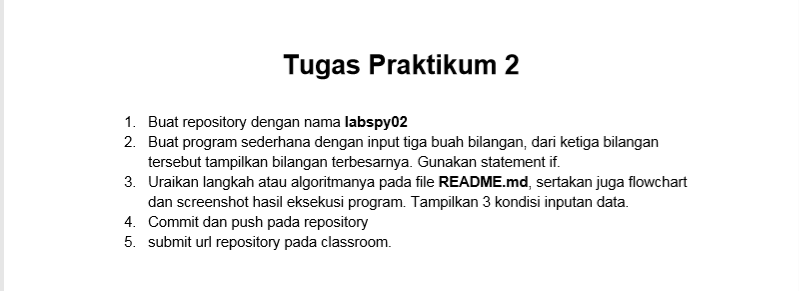 Tugas Praktikum 2
1. Buat repository dengan nama labspy02
2. Buat program sederhana dengan input tiga buah bilangan, dari ketiga bilangan
tersebut tampilkan bilangan terbesarnya. Gunakan statement if.
3. Uraikan langkah atau algoritmanya pada file README.md, sertakan juga flowchart
dan screenshot hasil eksekusi program. Tampilkan 3 kondisi inputan data.
4. Commit dan push pada repository
5. submit url repository pada classroom.